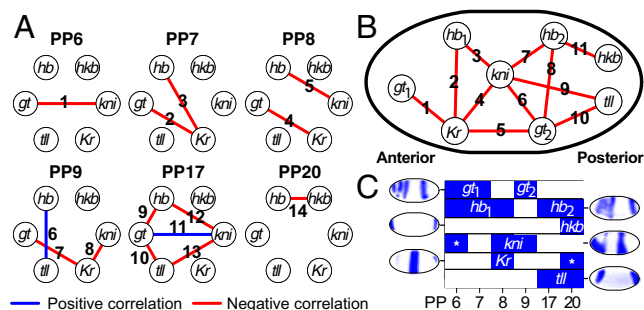 A
PP6 PP7 PP8
hb hkb hb hkb hb hkb
5
3
gt 1 kni gt kni gt kni
2 4
tll Kr tll Kr tll Kr
PP9 PP17 PP20
hb hkb hb hkb hb hkb
9 12 14
6 11 8
gt kni gt kni gt kni
7 10 13
tll Kr tll Kr tll Kr
Positive correlation Negative correlation
B
hb1 hb2
3 7 11
hkb
gt1 2 kni 8
9
4 6 tll
1 10
Kr 5 gt2
Anterior Posterior
C
gt1 gt2
hb1 hb2
hkb
* kni
Kr *
tll
PP 6 7 8 9 17 20